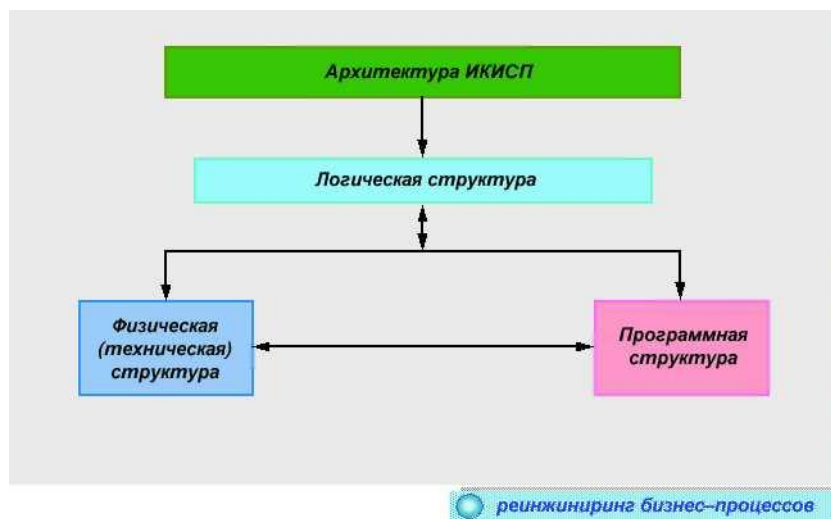 Архитектура ИКИСП
Логическая структура
Физическая
(техническая)
структура
Программная
структура
реинжиниринг бизнес–процессов